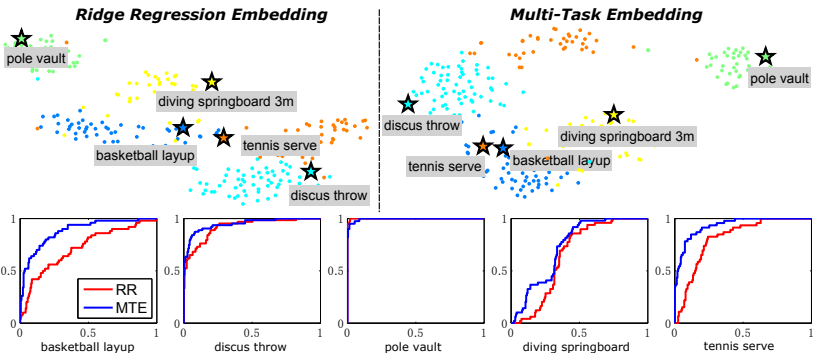 Ridge Regression Embedding
Multi-Task Embedding
pole vault
diving springboard 3m
basketball layup
tennis serve
discus throw
pole vault
discus throw
diving springboard 3m
tennis serve
basketball layup
1
0.5
0
0.5
1
RR
MTE
basketball layup
1
0.5
0
0.5
1
discus throw
1
0.5
0
0.5
1
pole vault
1
0.5
0
0.5
1
diving springboard
1
0.5
0
0.5
1
tennis serve